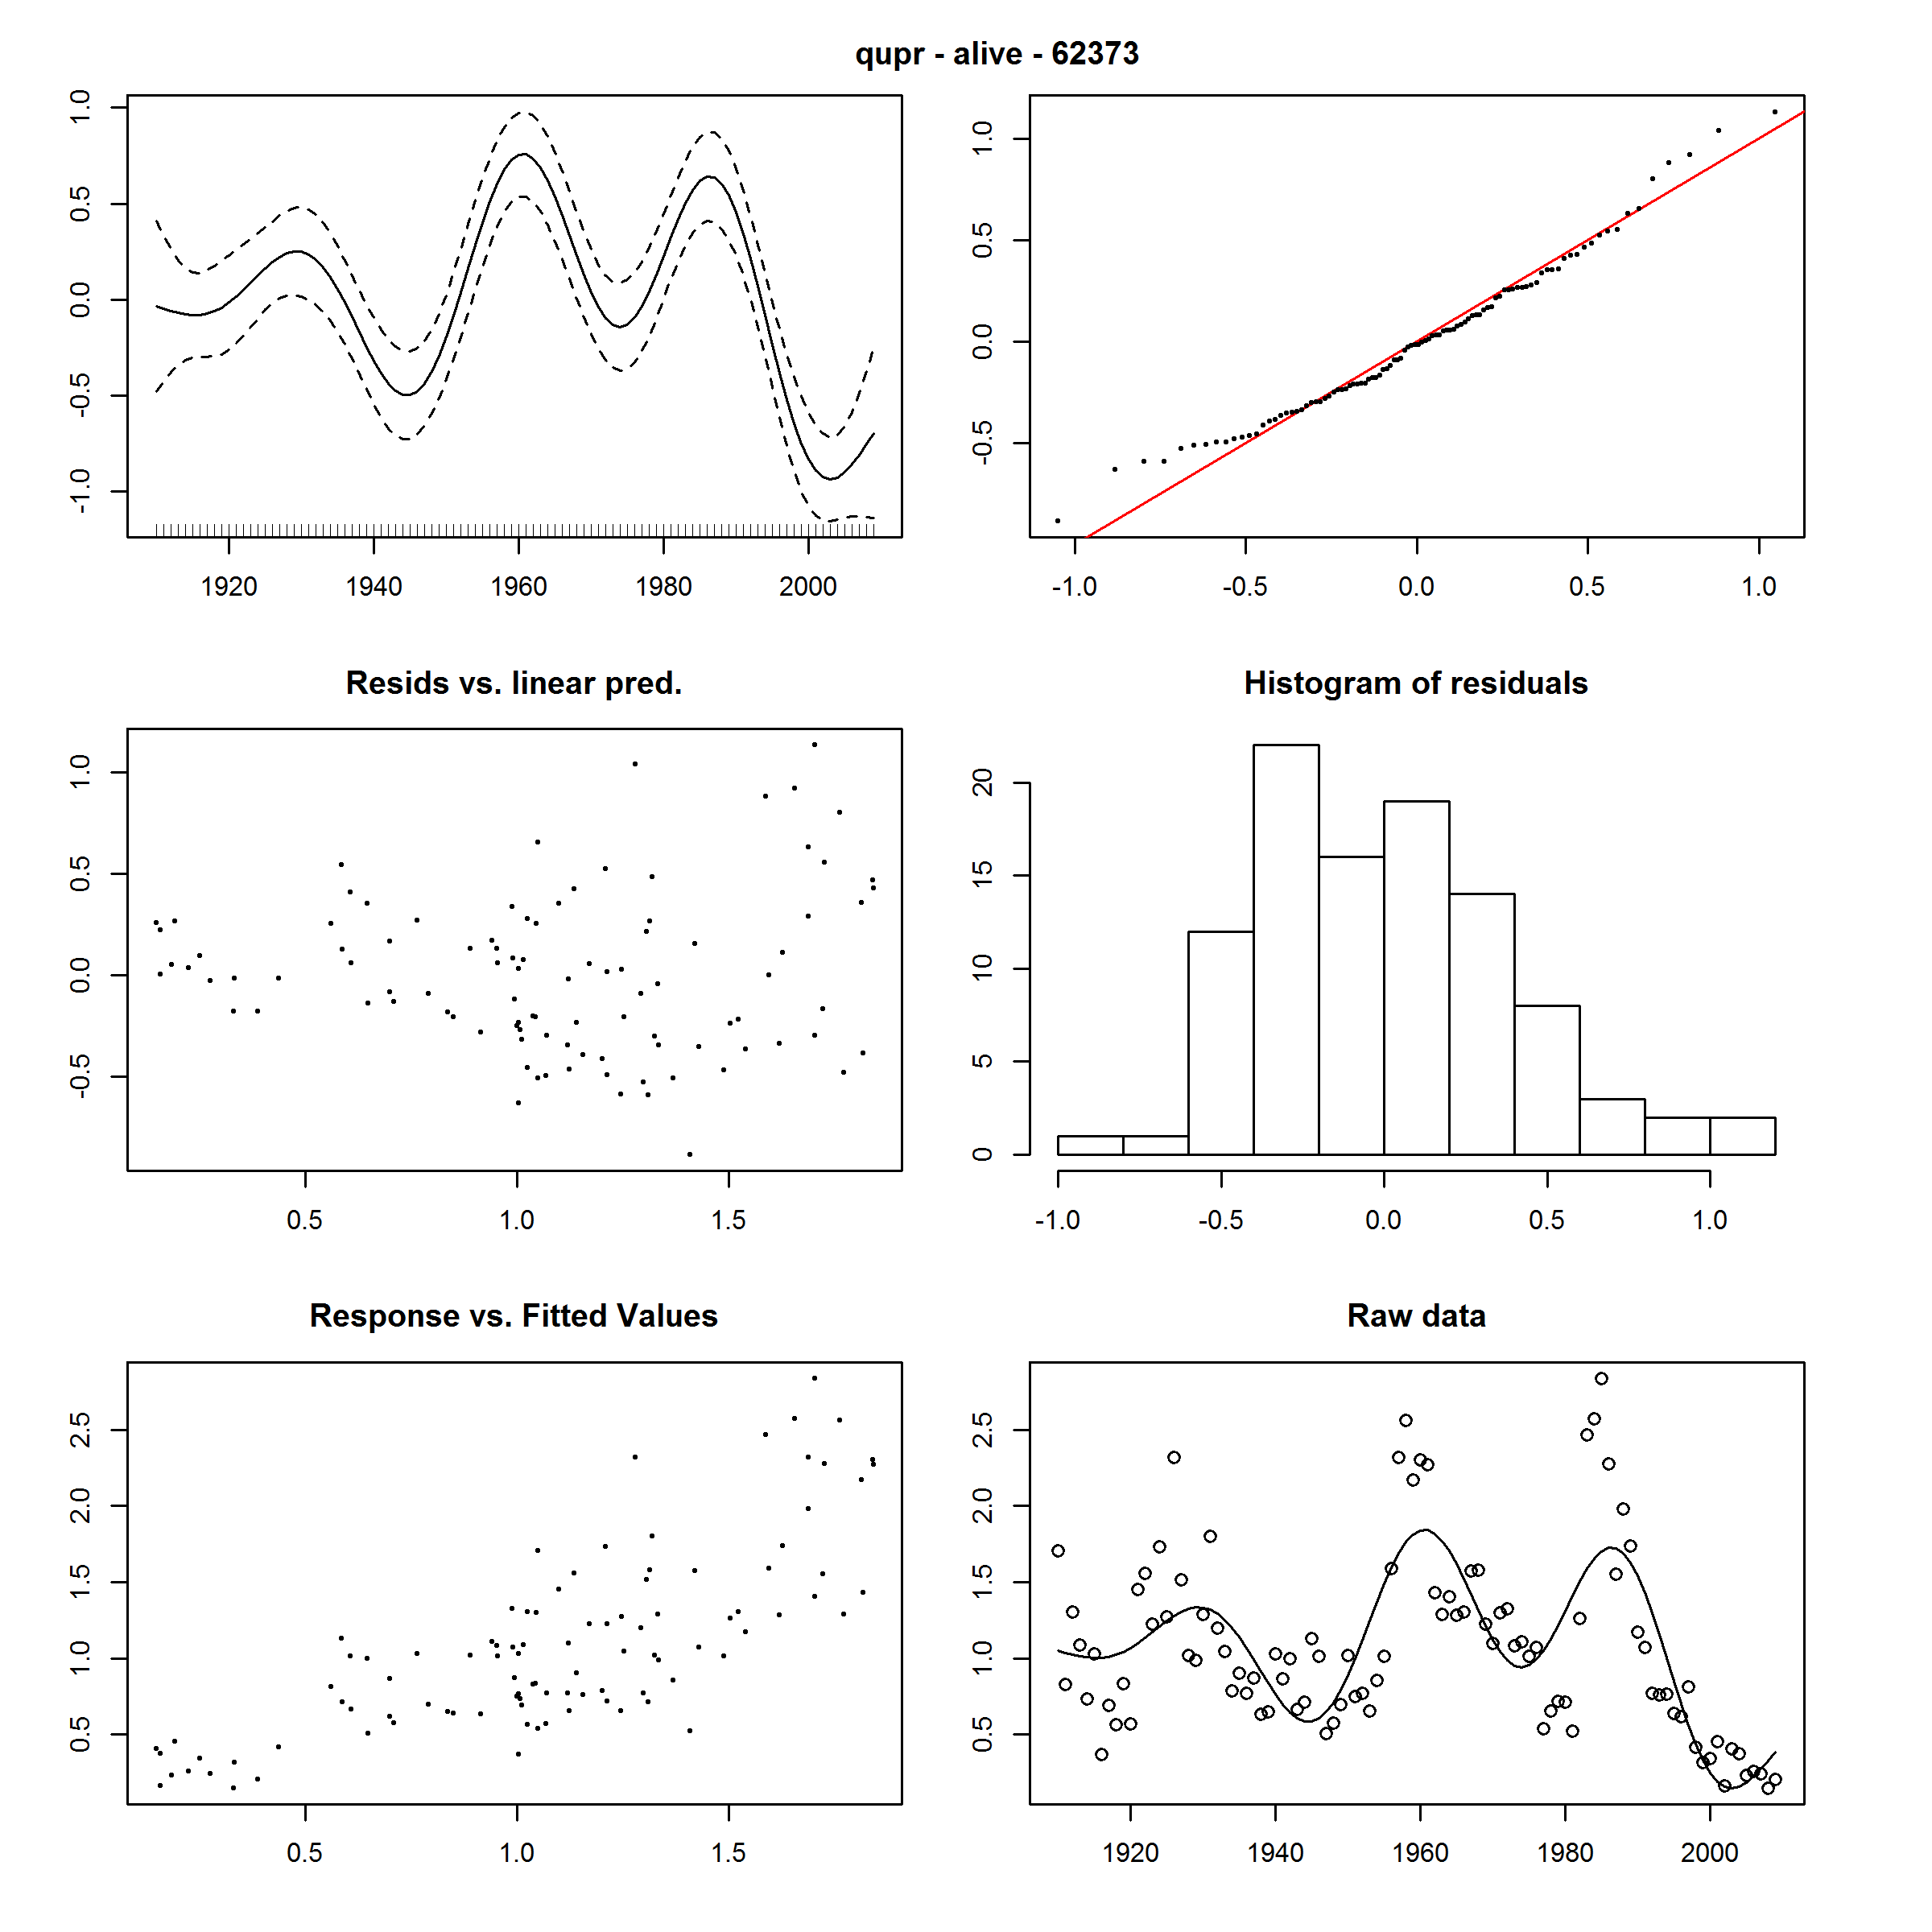 qupr - alive - 62373
1.0
0.5
0.0
-0.5
-1.0
1920 1940 1960 1980 2000
1.0
0.5
0.0
-0.5
-1.0 -0.5 0.0 0.5 1.0
Resids vs. linear pred.
1.0
0.5
0.0
-0.5
0.5 1.0 1.5
Histogram of residuals
20
15
10
5
0
-1.0 -0.5 0.0 0.5 1.0
Response vs. Fitted Values
2.5
2.0
1.5
1.0
0.5
0.5 1.0 1.5
Raw data
2.5
2.0
1.5
1.0
0.5
1920 1940 1960 1980 2000